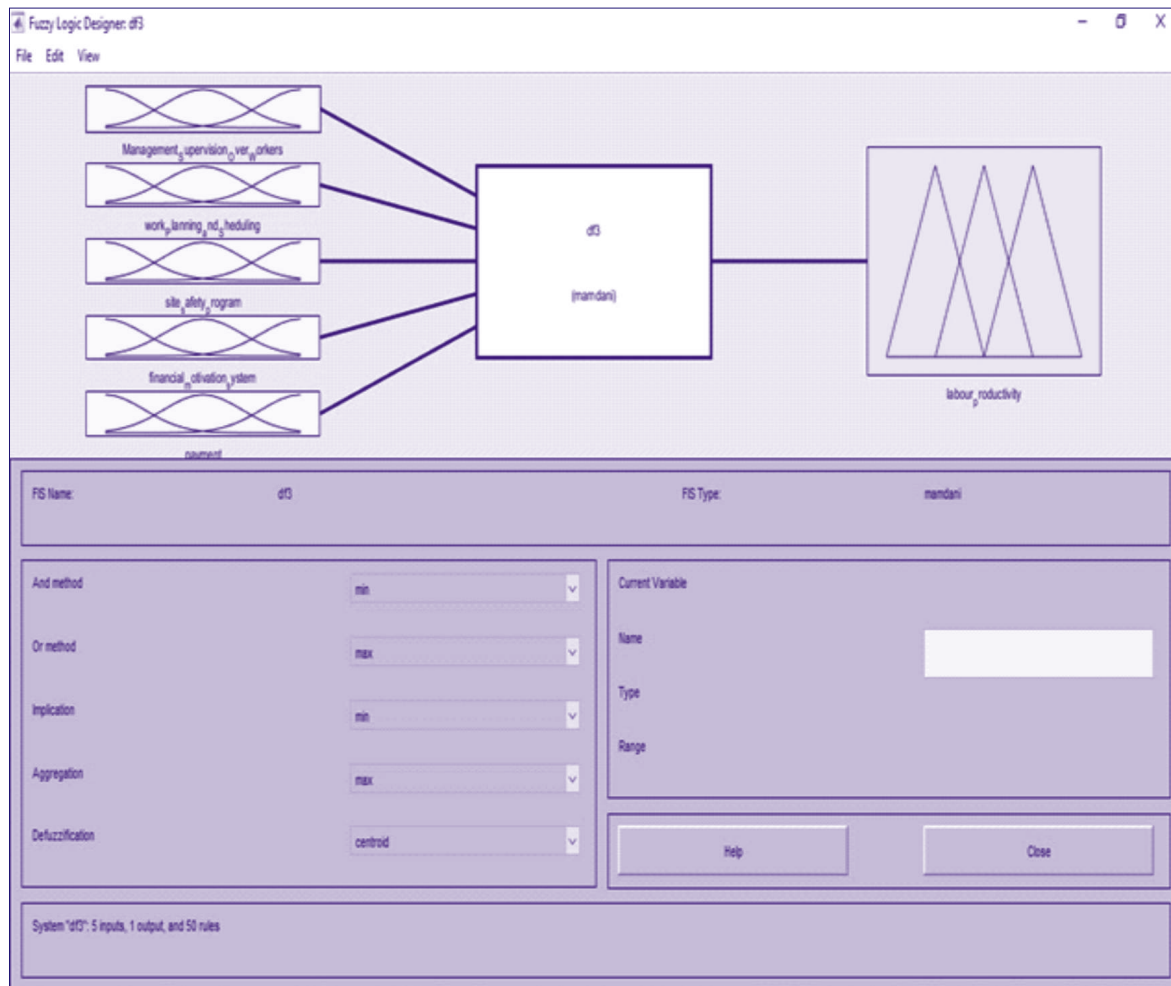 Fuzzy Logic Designer: df3
File Edit View
Management_Supervision_Over_Workers
work_Planning_and_Sheduling
site_safety_program
financial_motivation_system
payment
df3
(mamdani)
labour_productivity
FIS Name: df3 FIS Type: mamdani
And method min
Or method max
Implication min
Aggregation max
Defuzzification centroid
Current Variable
Name
Type
Range
Help Close
System "df3": 5 inputs, 1 output, and 50 rules